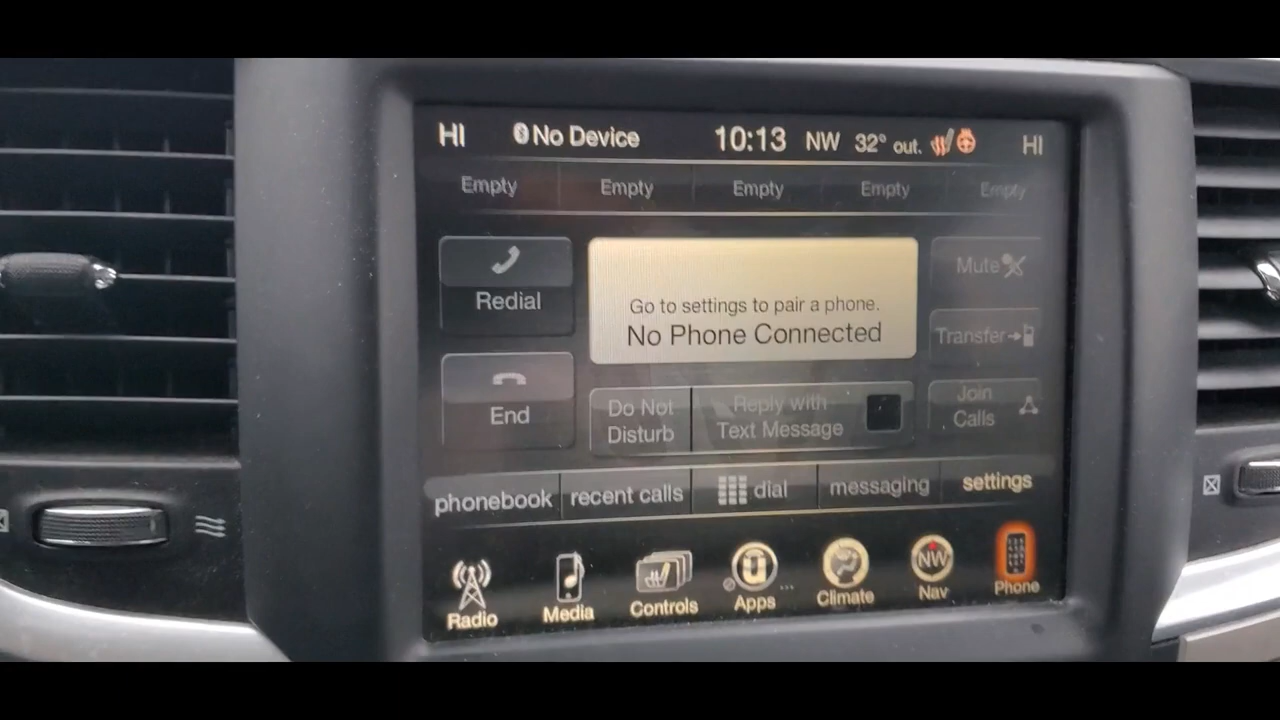 HI No Device 10:13 NW 32° out. HI
Empty Empty Empty Empty Empty
Redial
Go to settings to pair a phone.
No Phone Connected
Mute
Transfer
End
Do Not
Disturb
Reply with
Text Message
Join
Calls
phonebook recent calls dial messaging settings
NW
Radio Media Controls Apps ... Climate Nav Phone